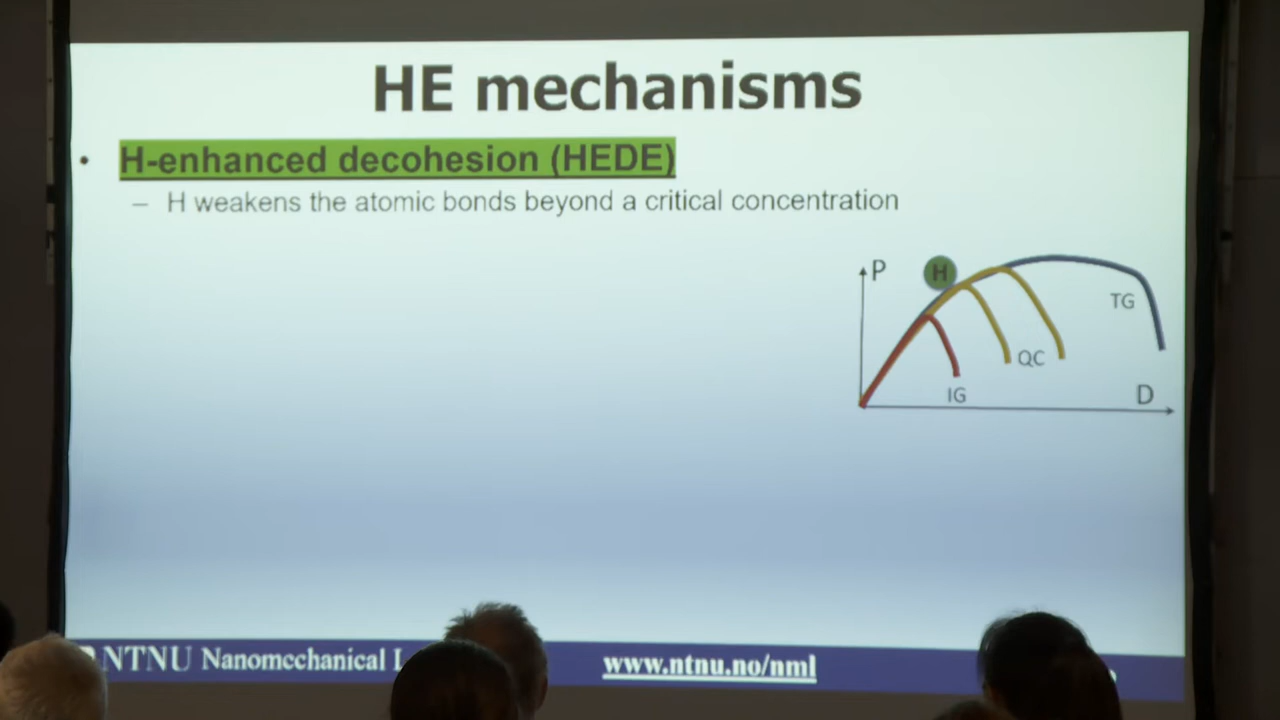 HE mechanisms
• H-enhanced decohesion (HEDE)
– H weakens the atomic bonds beyond a critical concentration
P
H
TG
QC
IG
D
NTNU Nanomechanical
www.ntnu.no/nml